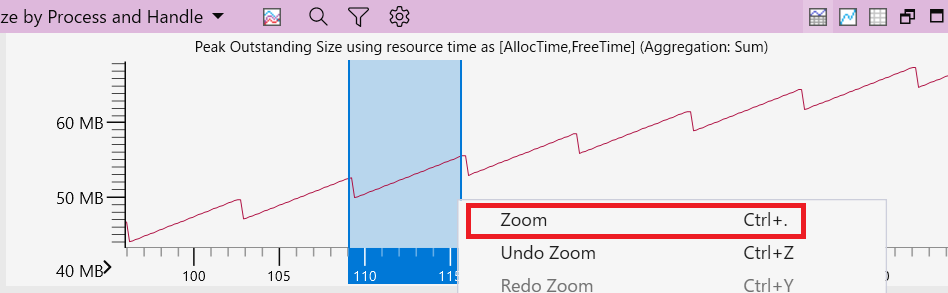 ze by Process and Handle
Peak Outstanding Size using resource time as [AllocTime,FreeTime] (Aggregation: Sum)
60 MB
50 MB
40 MB
100 105 110 115
Zoom Ctrl+.
Undo Zoom Ctrl+Z
Redo Zoom Ctrl+Y